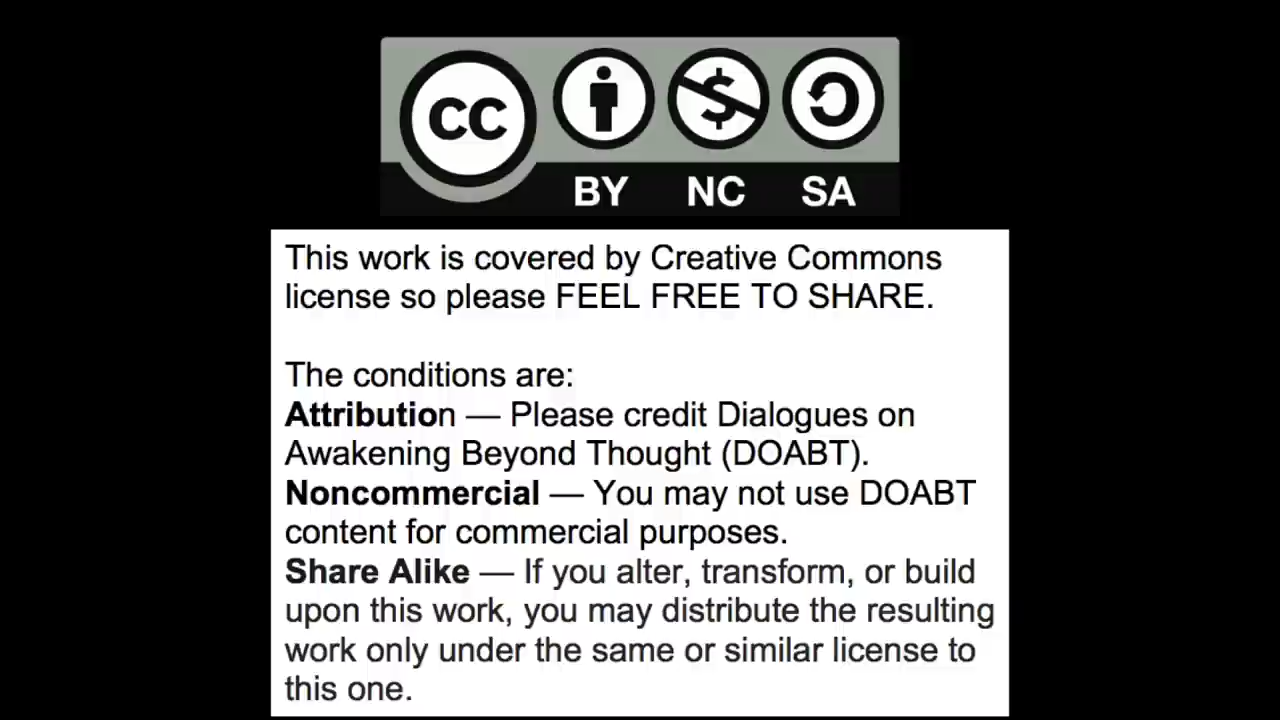 cc
BY NC SA
This work is covered by Creative Commons
license so please FEEL FREE TO SHARE.
The conditions are:
Attribution — Please credit Dialogues on
Awakening Beyond Thought (DOABT).
Noncommercial — You may not use DOABT
content for commercial purposes.
Share Alike — If you alter, transform, or build
upon this work, you may distribute the resulting
work only under the same or similar license to
this one.